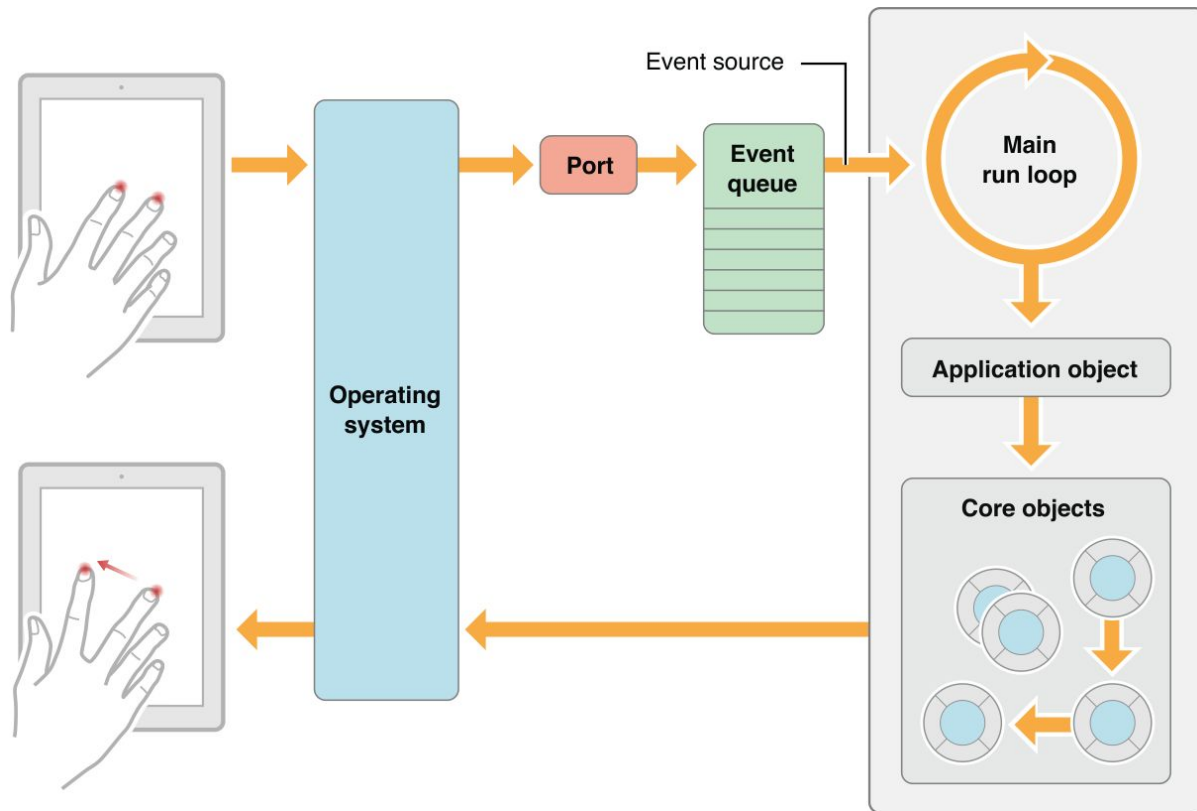 Event source
Main
run loop
Port
Event
queue
Application object
Operating
system
Core objects